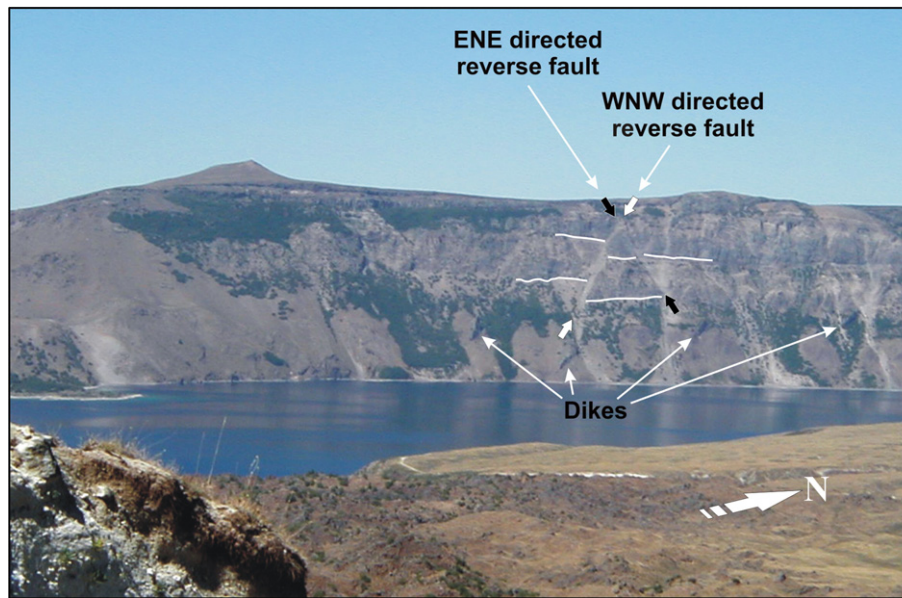 ENE directed
reverse fault
WNW directed
reverse fault
Dikes
N